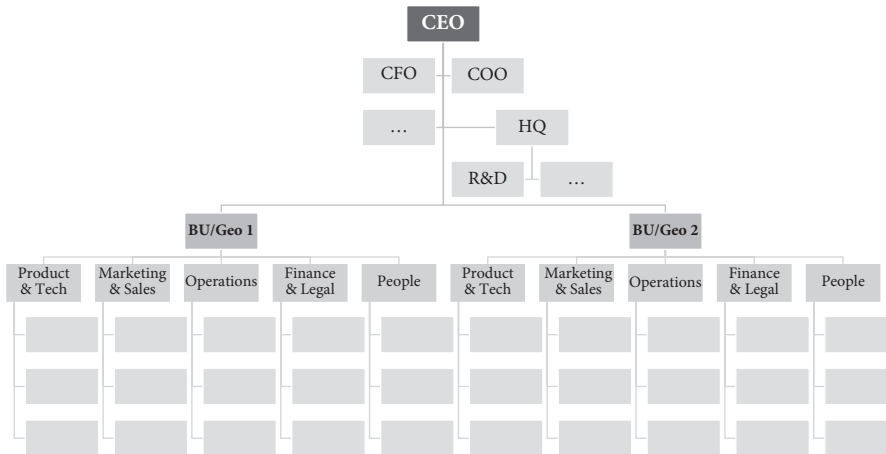 CEO
CFO
COO
...
HQ
R&D
...
BU/Geo 1
BU/Geo 2
Product
& Tech
Marketing
& Sales
Operations
Finance
& Legal
People
Product
& Tech
Marketing
& Sales
Operations
Finance
& Legal
People